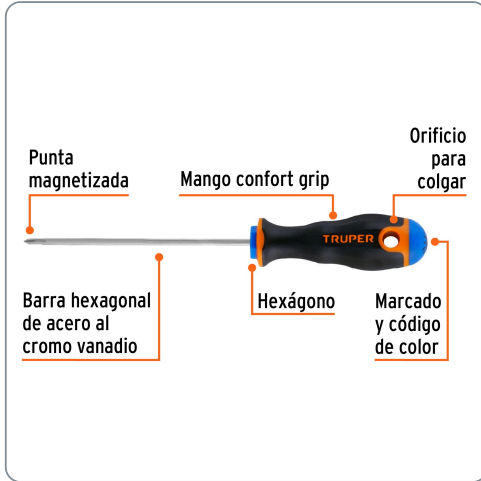 Orificio
para
colgar
Punta
magnetizada
Mango confort grip
TRUPER
Barra hexagonal
de acero al
cromo vanadio
Hexágono
Marcado
y código
de color